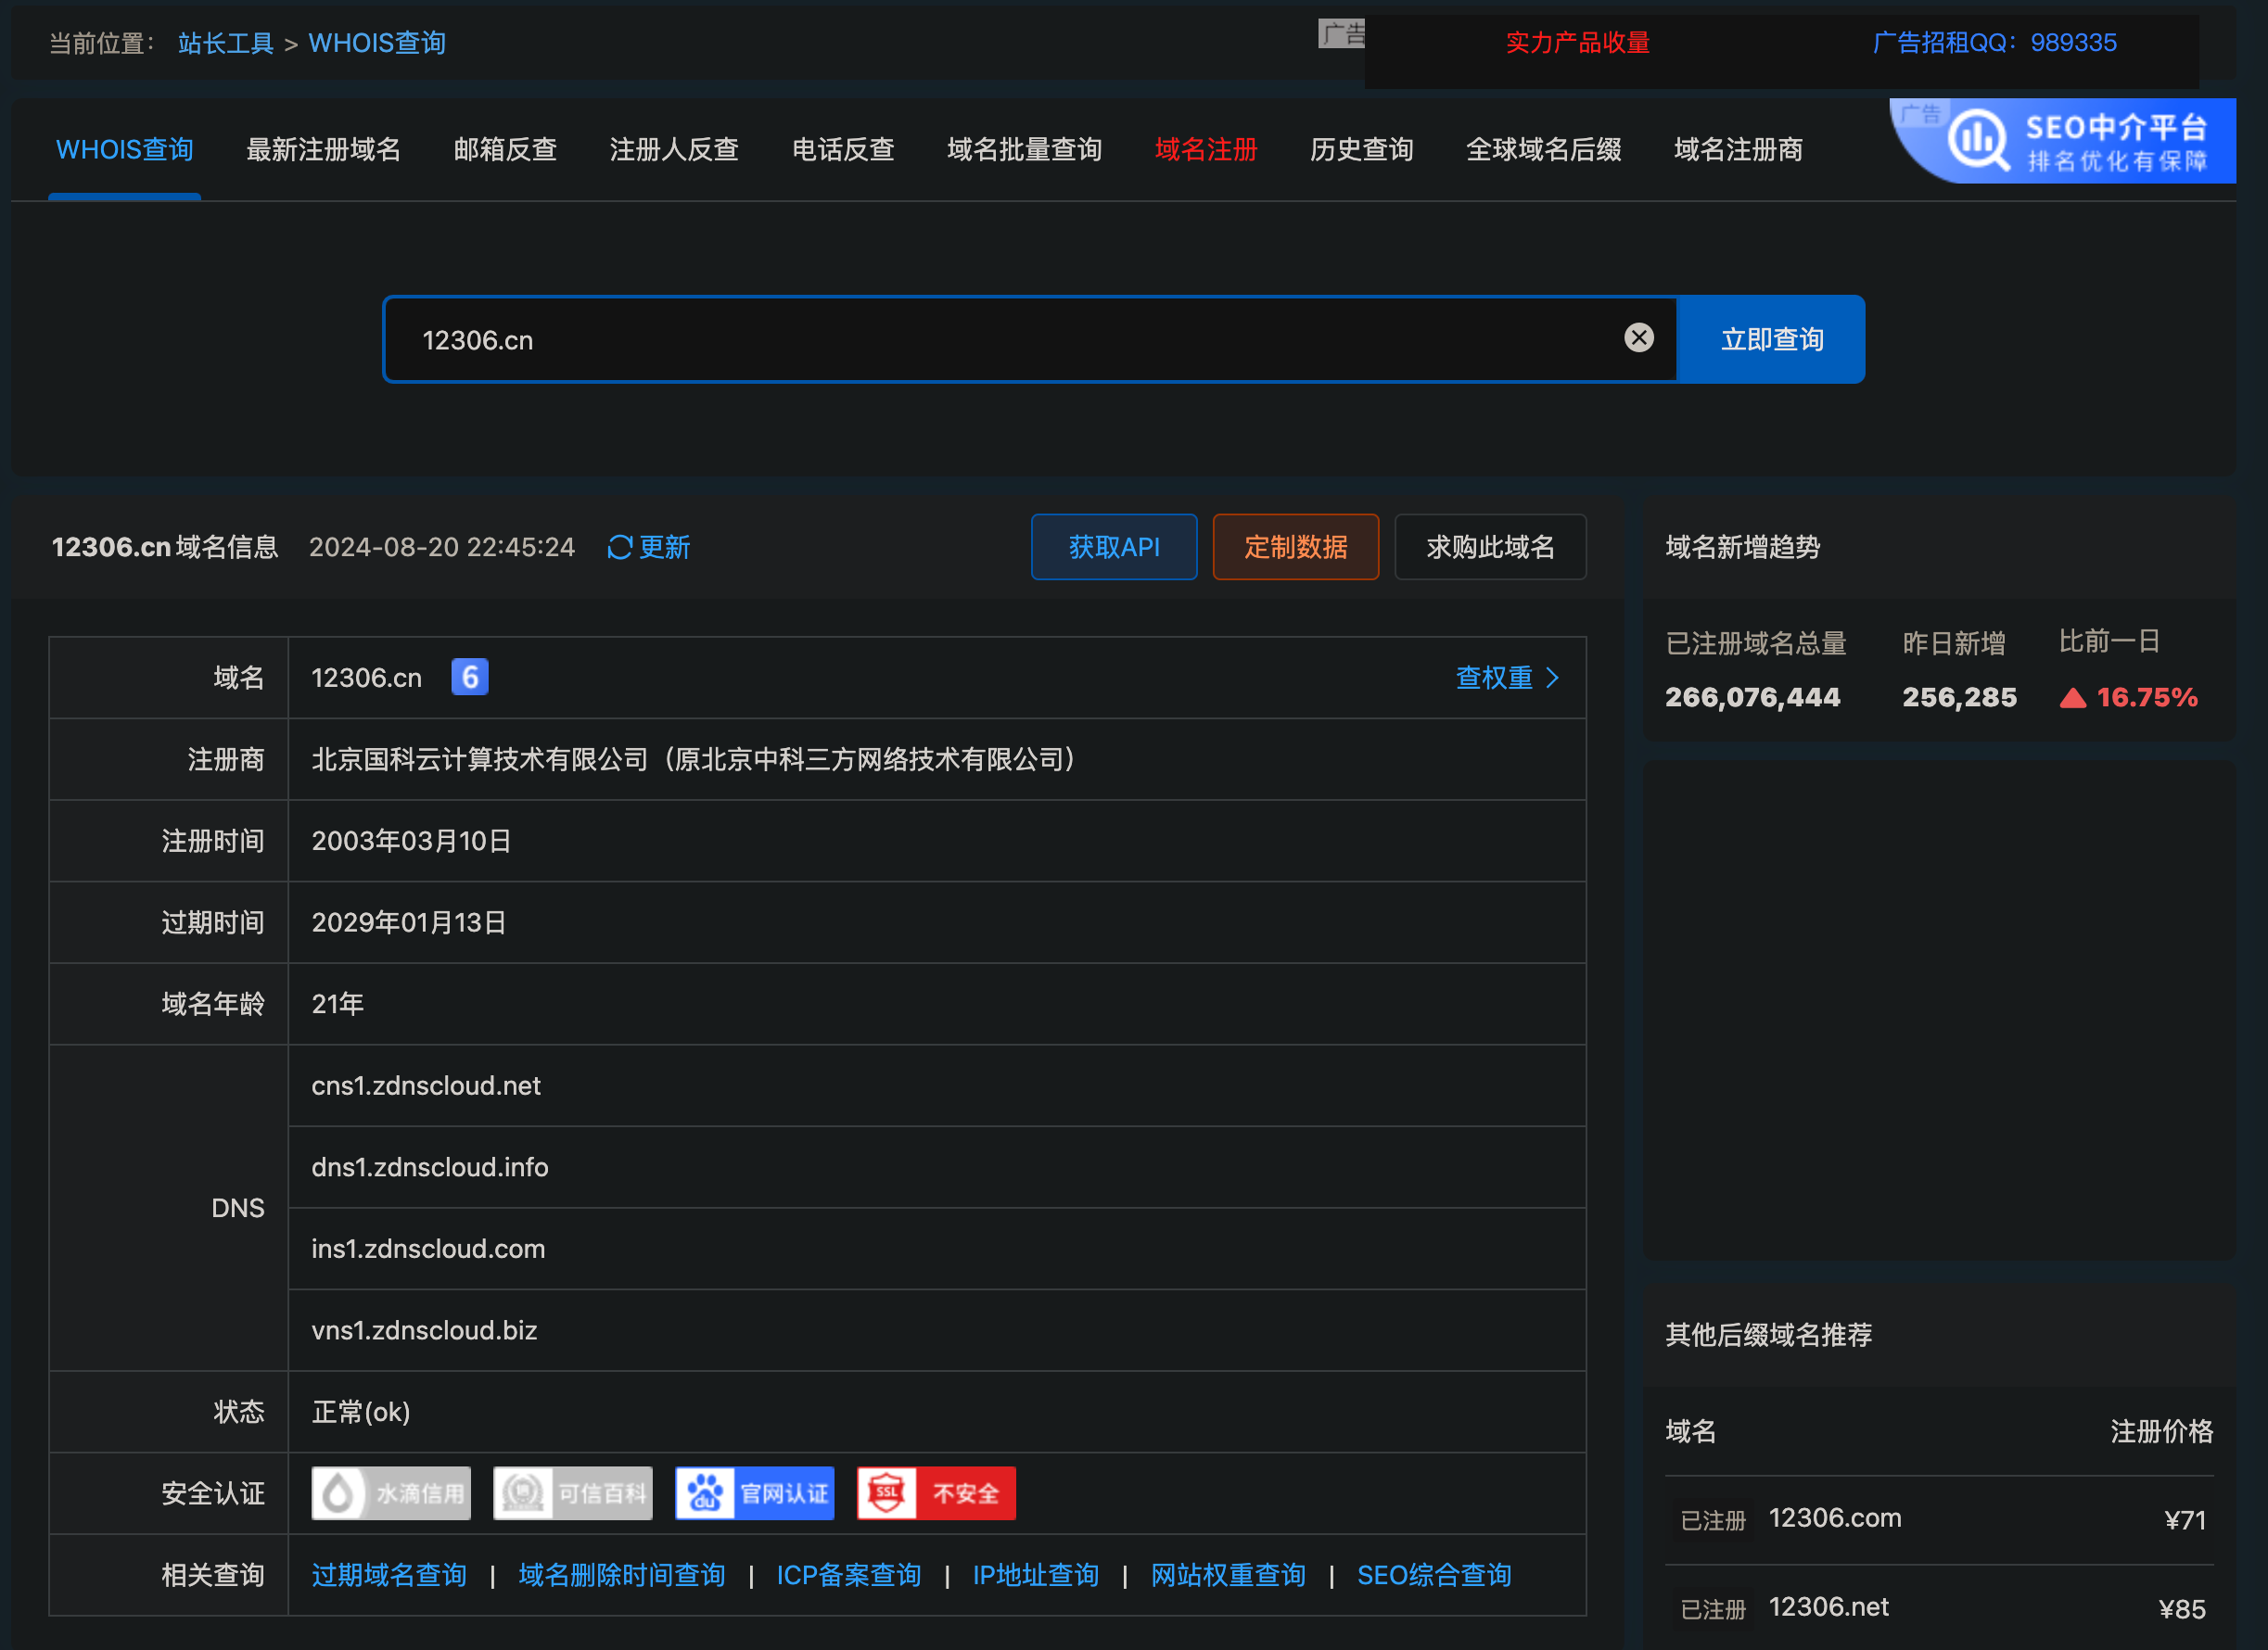 当前位置： 站长工具 > WHOIS查询
广告
实力产品收量 广告招租QQ：989335
WHOIS查询 最新注册域名 邮箱反查 注册人反查 电话反查 域名批量查询 域名注册 历史查询 全球域名后缀 域名注册商
广告
SEO中介平台
排名优化有保障
12306.cn 立即查询
12306.cn域名信息 2024-08-20 22:45:24 更新 获取API 定制数据 求购此域名
域名 12306.cn 6 查权重
注册商 北京国科云计算技术有限公司（原北京中科三方网络技术有限公司）
注册时间 2003年03月10日
过期时间 2029年01月13日
域名年龄 21年
DNS
cns1.zdnscloud.net
dns1.zdnscloud.info
ins1.zdnscloud.com
vns1.zdnscloud.biz
状态 正常(ok)
安全认证 水滴信用 可信百科 du 官网认证 SSL 不安全
相关查询 过期域名查询 | 域名删除时间查询 | ICP备案查询 | IP地址查询 | 网站权重查询 | SEO综合查询
域名新增趋势
已注册域名总量 昨日新增 比前一日
266,076,444 256,285 16.75%
其他后缀域名推荐
域名 注册价格
已注册 12306.com ¥71
已注册 12306.net ¥85